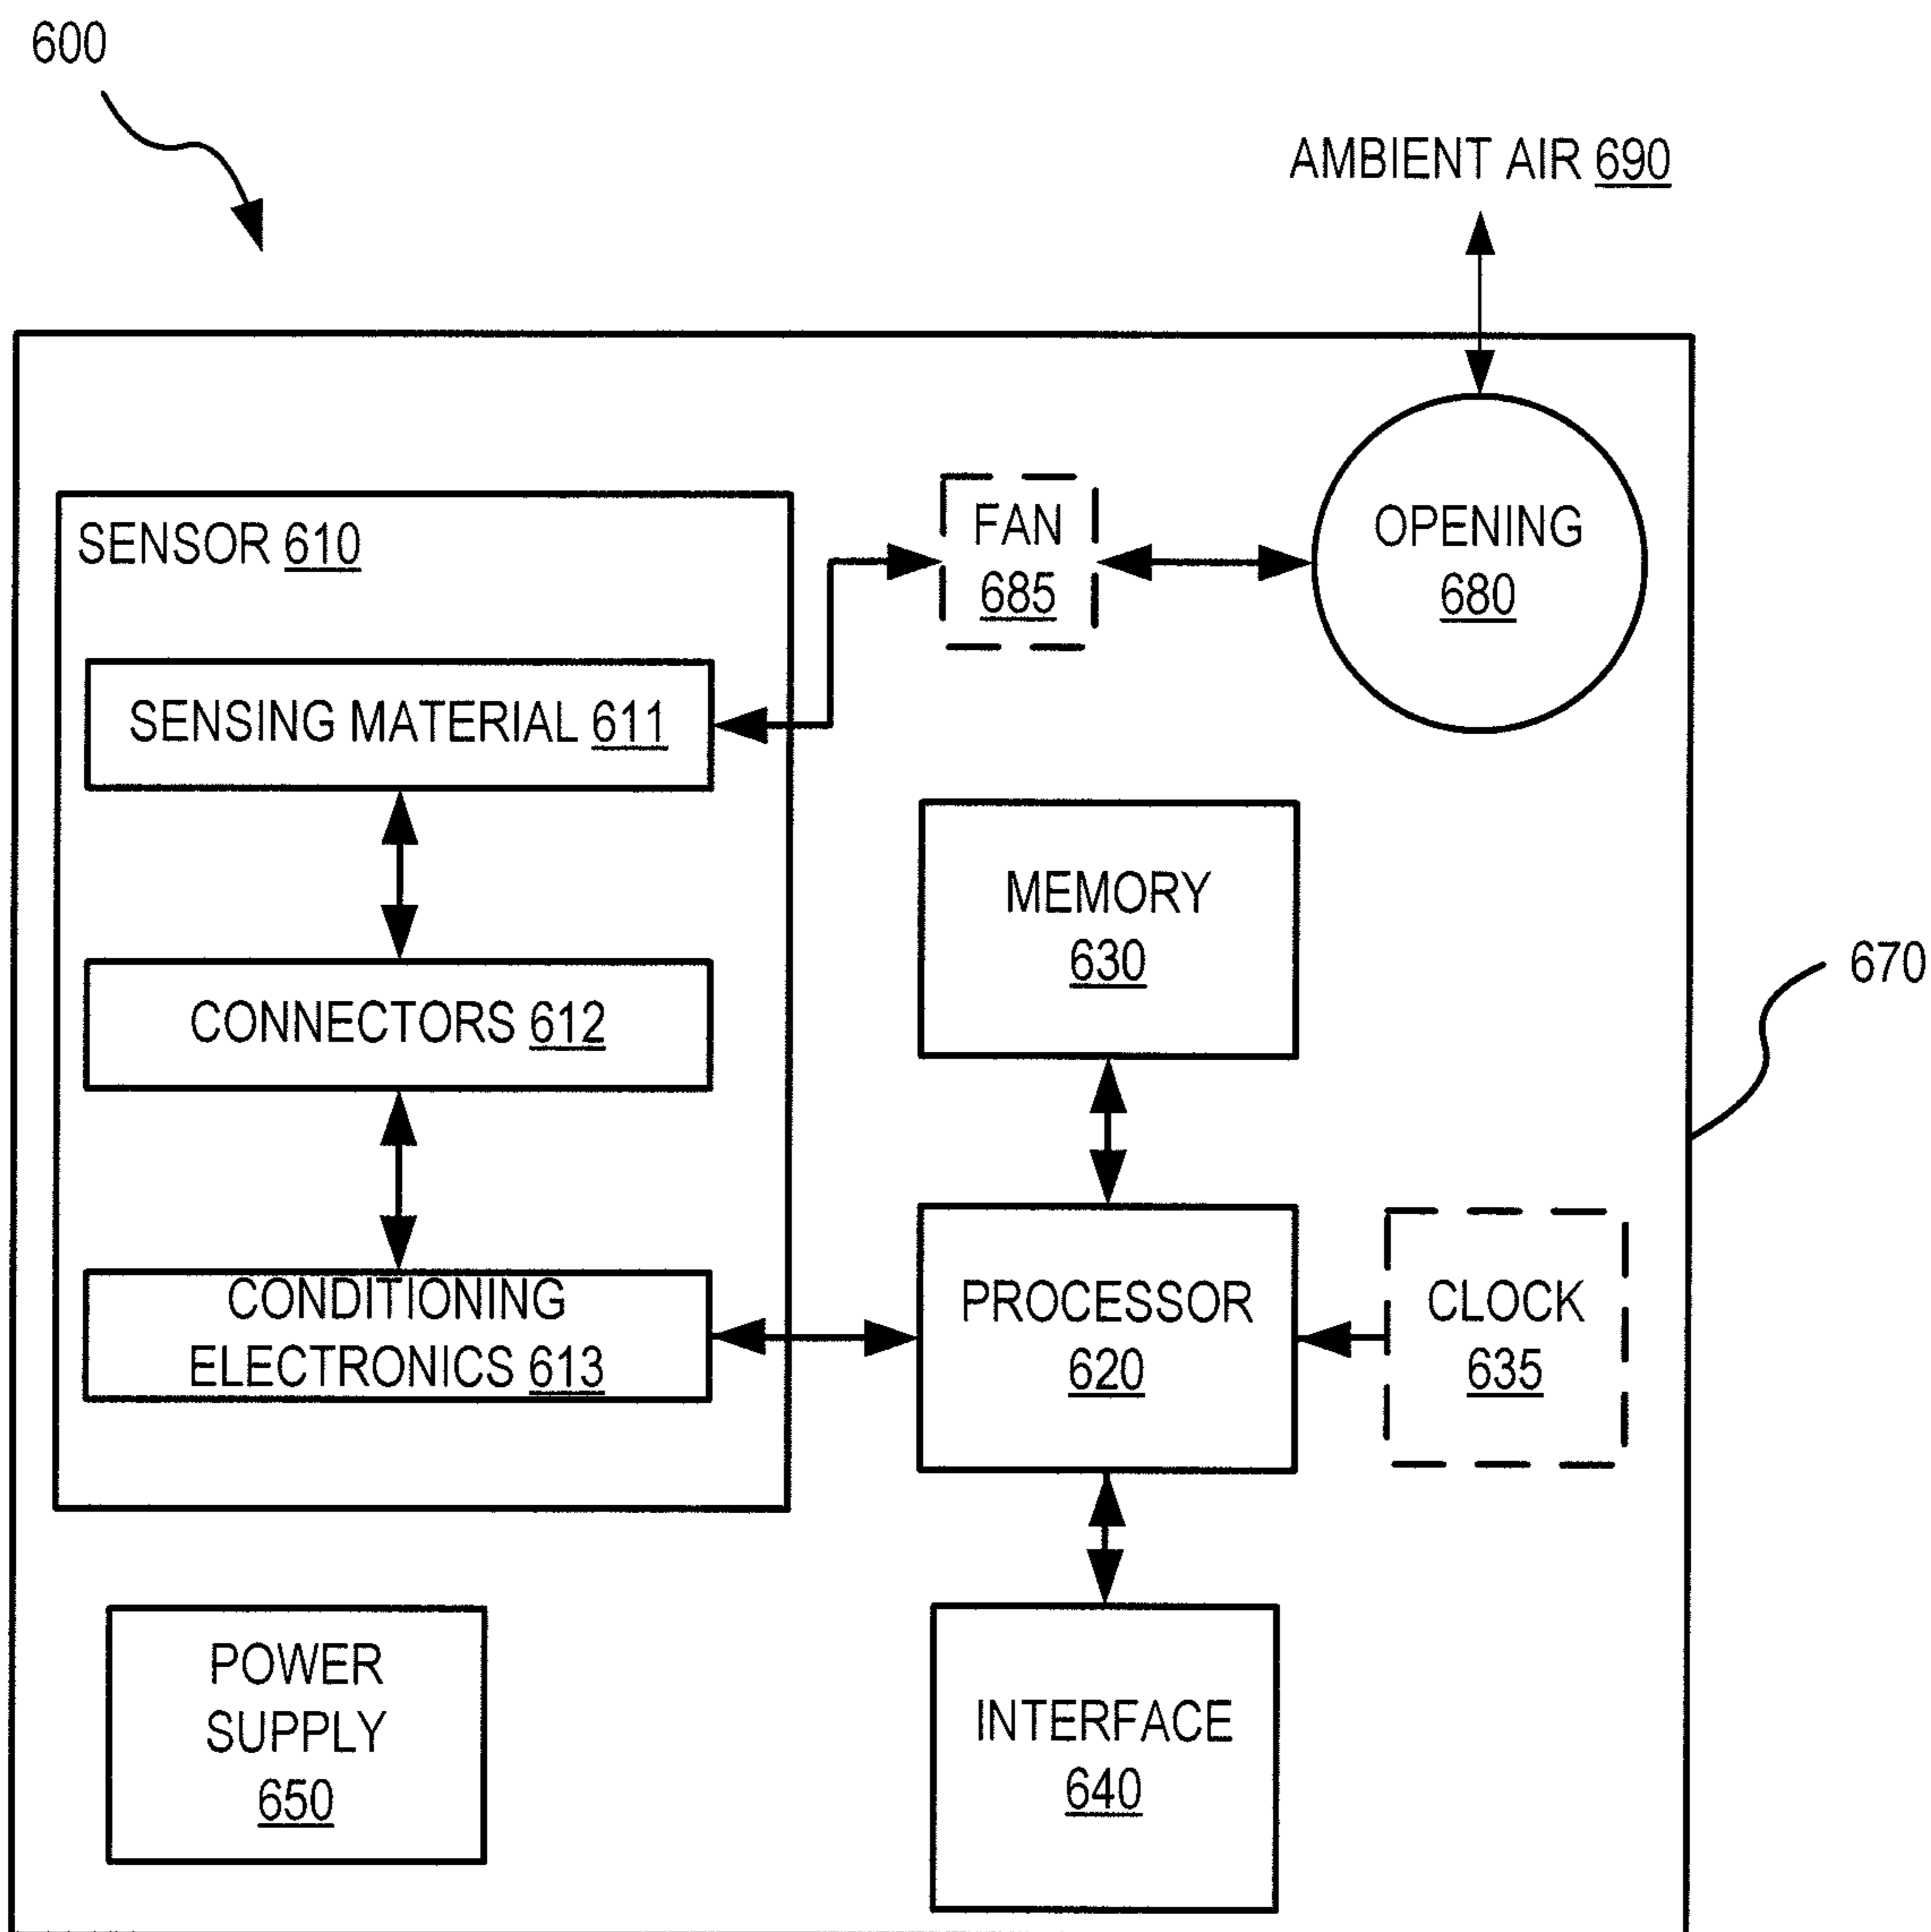 600
AMBIENT AIR 690
SENSOR 610
FAN
685
OPENING
680
SENSING MATERIAL 611
MEMORY
630
670
CONNECTORS 612
CONDITIONING
ELECTRONICS 613
PROCESSOR
620
CLOCK
635
POWER
SUPPLY
650
INTERFACE
640